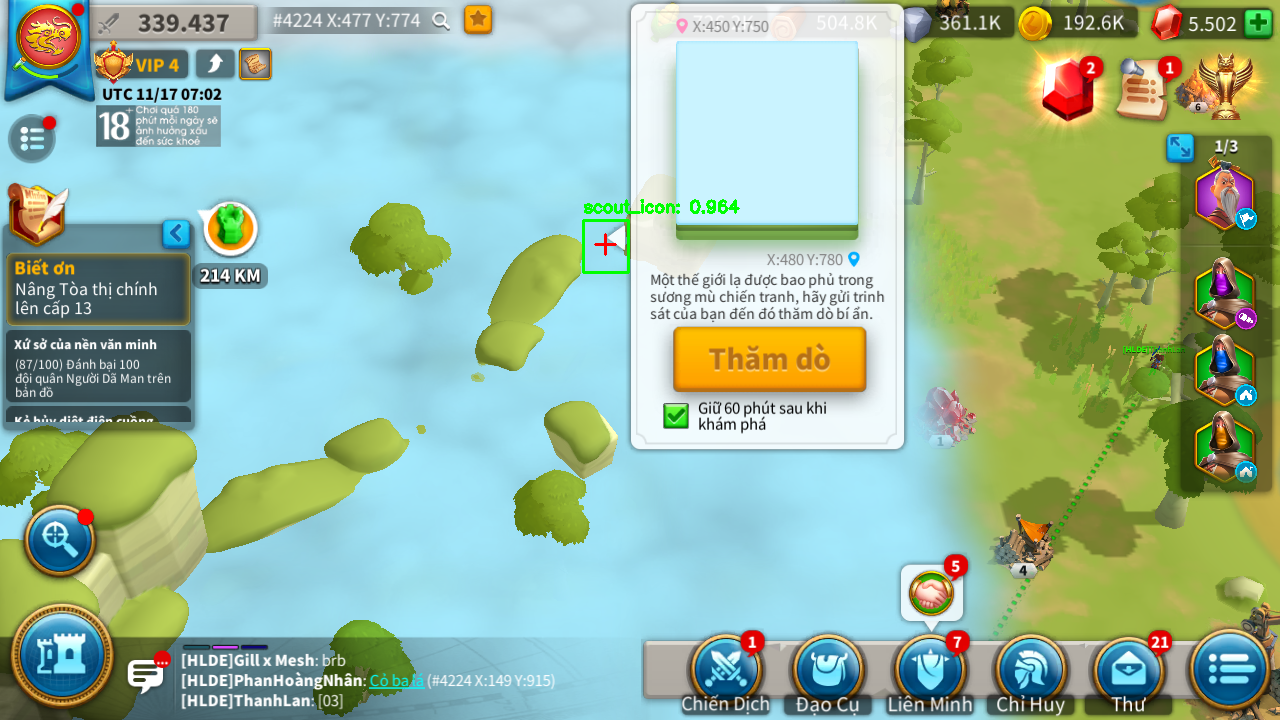 339.437
#4224 X:477 Y:774
X:450 Y:750
504.8K
361.1K
192.6K
5.502
VIP 4
UTC 11/17 07:02
18+
Chơi quá 180
phút mỗi ngày sẽ
ảnh hưởng xấu
đến sức khoẻ
2
1
6
1/3
scout_icon: 0.964
214 KM
Biết ơn
Nâng Tòa thị chính
lên cấp 13
Xứ sở của nền văn minh
(87/100) Đánh bại 100
đội quân Người Dã Man trên
bản đồ
Kẻ hủy diệt điên cuồng
X:480 Y:780
Một thế giới lạ được bao phủ trong
sương mù chiến tranh, hãy gửi trinh
sát của bạn đến đó thăm dò bí ẩn.
Thăm dò
Giữ 60 phút sau khi
khám phá
1
4
5
[HLDE]Gill x Mesh: brb
[HLDE]PhanHoàngNhân: Cỏ ba lá (#4224 X:149 Y:915)
[HLDE]ThanhLan: [03]
1
7
21
Chiến Dịch
Đạo Cụ
Liên Minh
Chỉ Huy
Thư